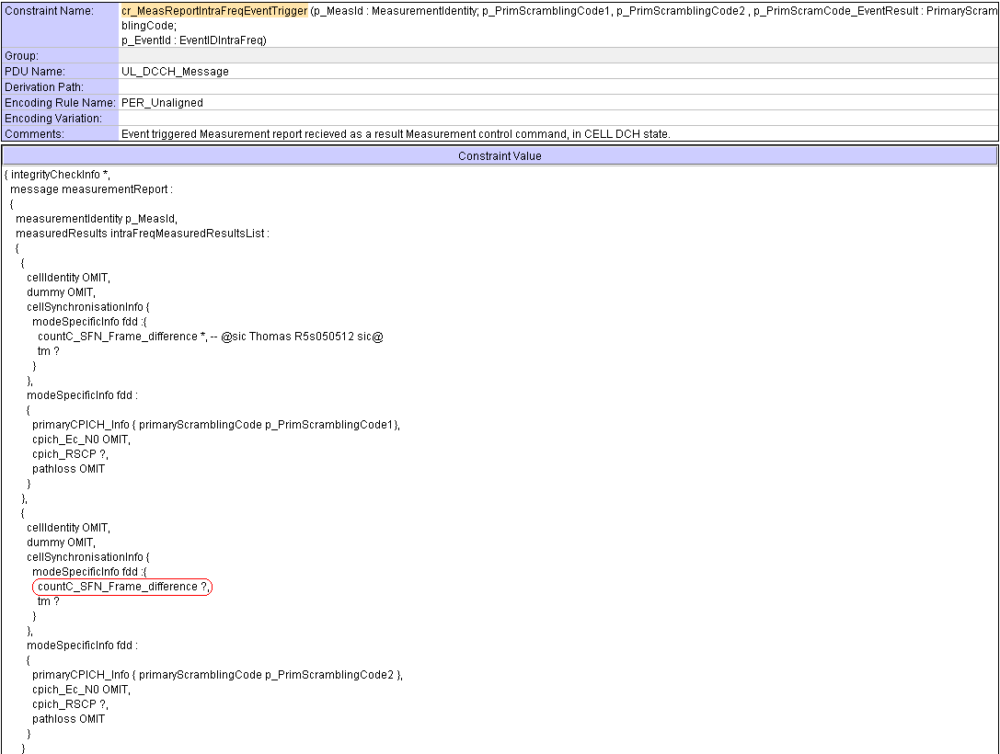 Constraint Name: cr_MeasReportIntraFreqEventTrigger (p_MeasId : MeasurementIdentity; p_PrimScramblingCode1, p_PrimScramblingCode2 , p_PrimScramCode_EventResult : PrimaryScram
blingCode;
p_EventId : EventIDIntraFreq)
Group:
PDU Name: UL_DCCH_Message
Derivation Path:
Encoding Rule Name: PER_Unaligned
Encoding Variation:
Comments: Event triggered Measurement report recieved as a result Measurement control command, in CELL DCH state.
Constraint Value
{ integrityCheckInfo *,
message measurementReport :
{
measurementIdentity p_MeasId,
measuredResults intraFreqMeasuredResultsList :
{
{
cellIdentity OMIT,
dummy OMIT,
cellSynchronisationInfo {
modeSpecificInfo fdd :{
countC_SFN_Frame_difference *, -- @sic Thomas R5s050512 sic@
tm ?
}
},
modeSpecificInfo fdd :
{
primaryCPICH_Info { primaryScramblingCode p_PrimScramblingCode1},
cpich_Ec_N0 OMIT,
cpich_RSCP ?,
pathloss OMIT
}
},
{
cellIdentity OMIT,
dummy OMIT,
cellSynchronisationInfo {
modeSpecificInfo fdd :{
countC_SFN_Frame_difference ?,
tm ?
}
},
modeSpecificInfo fdd :
{
primaryCPICH_Info { primaryScramblingCode p_PrimScramblingCode2 },
cpich_Ec_N0 OMIT,
cpich_RSCP ?,
pathloss OMIT
}
}